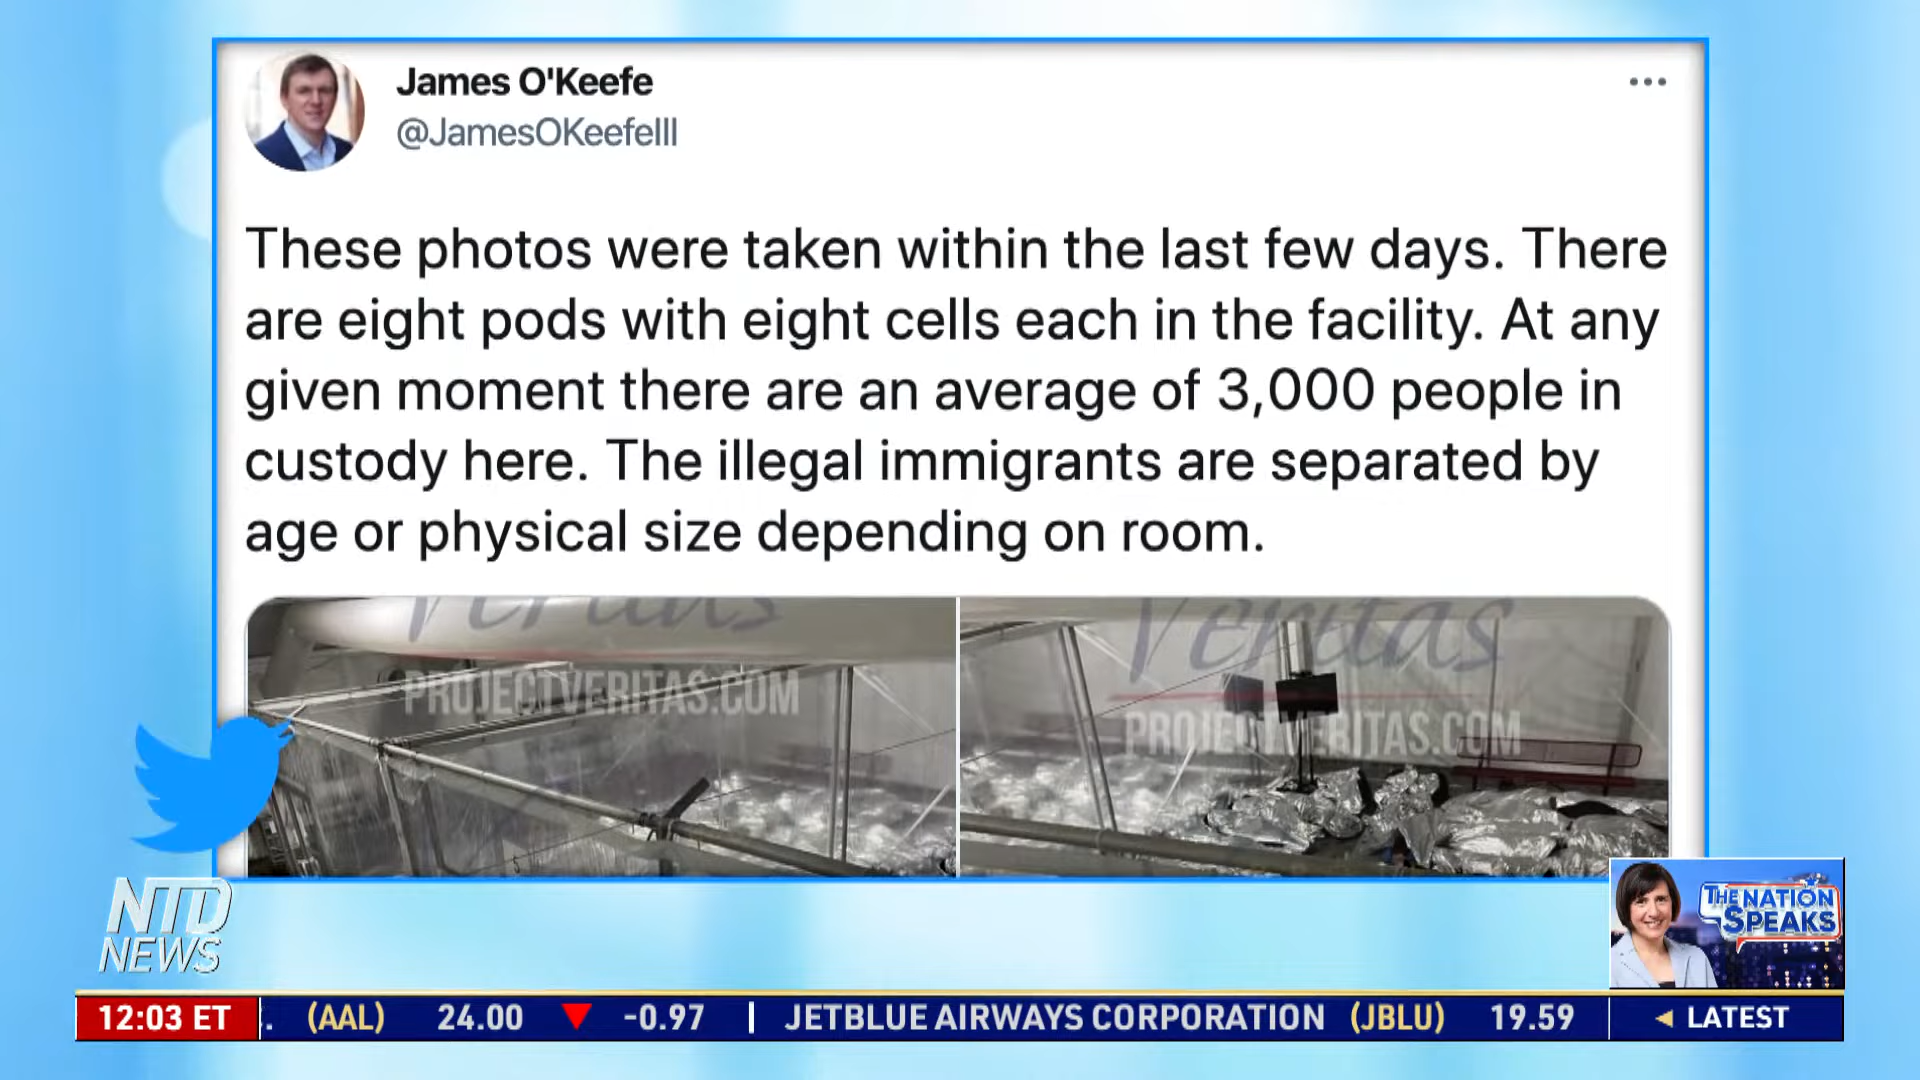 James O'Keefe
@JamesOKeefeIII
These photos were taken within the last few days. There
are eight pods with eight cells each in the facility. At any
given moment there are an average of 3,000 people in
custody here. The illegal immigrants are separated by
age or physical size depending on room.
Veritas
PROJECTVERITAS.COM
Veritas
PROJECTVERITAS.COM
NTD
NEWS
THE NATION
SPEAKS
12:03 ET . (AAL) 24.00 ▼ -0.97 | JETBLUE AIRWAYS CORPORATION (JBLU) 19.59 ◄ LATEST